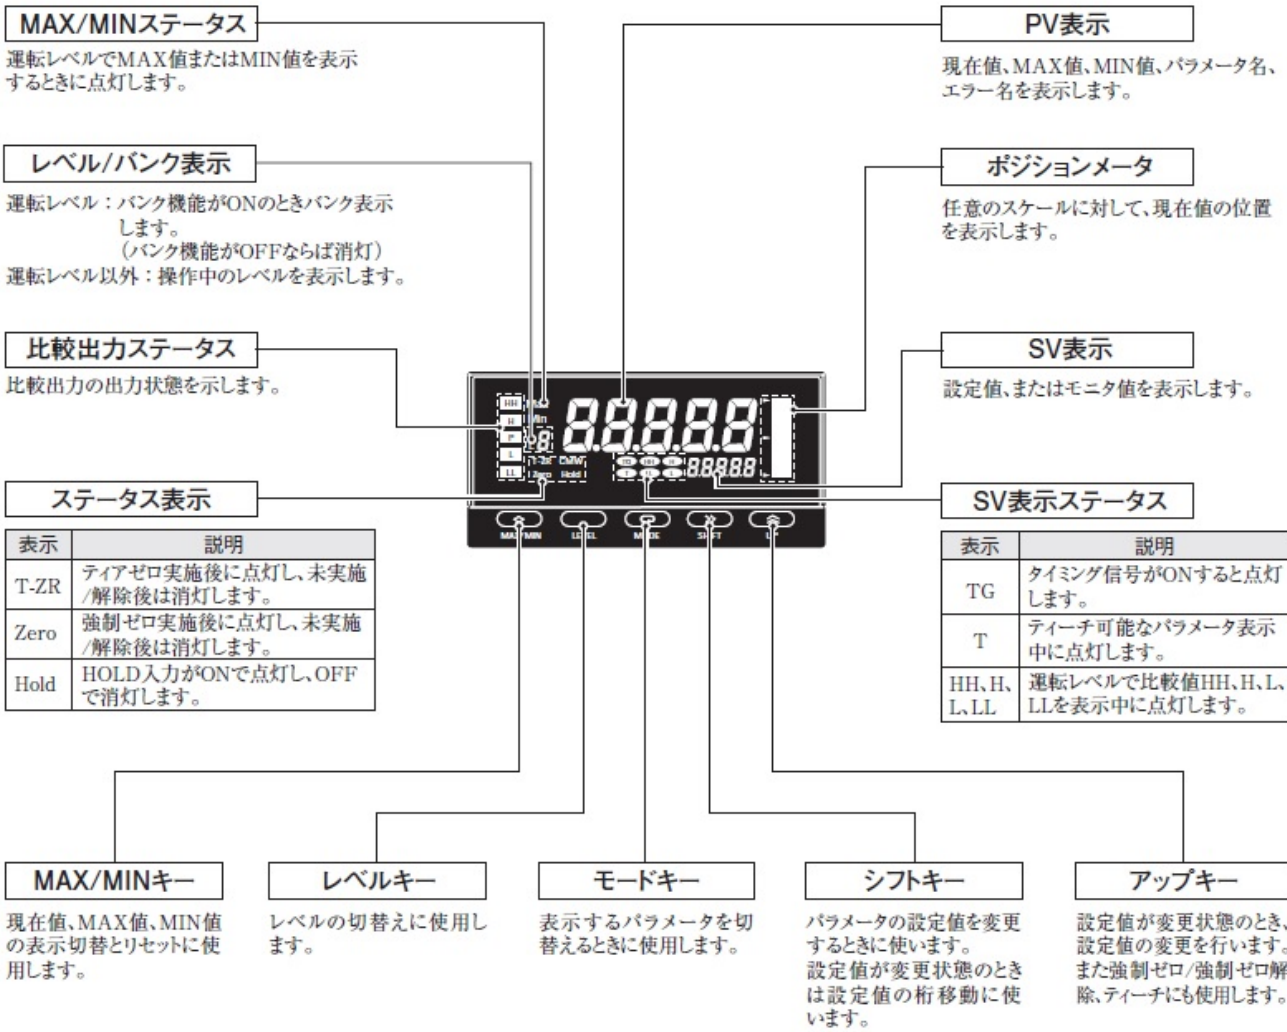 MAX/MINステータス
運転レベルでMAX値またはMIN値を表示
するときに点灯します。
レベル/バンク表示
運転レベル：バンク機能がONのときバンク表示
します。
（バンク機能がOFFならば消灯）
運転レベル以外：操作中のレベルを表示します。
比較出力ステータス
比較出力の出力状態を示します。
ステータス表示
表示 説明
T-ZR ティアゼロ実施後に点灯し、未実施
/解除後は消灯します。
Zero 強制ゼロ実施後に点灯し、未実施
/解除後は消灯します。
Hold HOLD入力がONで点灯し、OFF
で消灯します。
PV表示
現在値、MAX値、MIN値、パラメータ名、
エラー名を表示します。
ポジションメータ
任意のスケールに対して、現在値の位置
を表示します。
SV表示
設定値、またはモニタ値を表示します。
SV表示ステータス
表示 説明
TG タイミング信号がONすると点灯
します。
T ティーチ可能なパラメータ表示
中に点灯します。
HH、H、 運転レベルで比較値HH、H、L、
L、LL LLを表示中に点灯します。
HH
H
P
L
LL
Min
8
8.8.8.8.8
T-ZR CMW
Zero Hold
TG HH H
T LL L
88888
MAX/MIN LEVEL MODE SHIFT UP
MAX/MINキー
現在値、MAX値、MIN値
の表示切替とリセットに使
用します。
レベルキー
レベルの切替えに使用し
ます。
モードキー
表示するパラメータを切
替えるときに使用します。
シフトキー
パラメータの設定値を変更
するときに使います。
設定値が変更状態のとき
は設定値の桁移動に使
います。
アップキー
設定値が変更状態のとき、
設定値の変更を行います。
また強制ゼロ/強制ゼロ解
除、ティーチにも使用します。